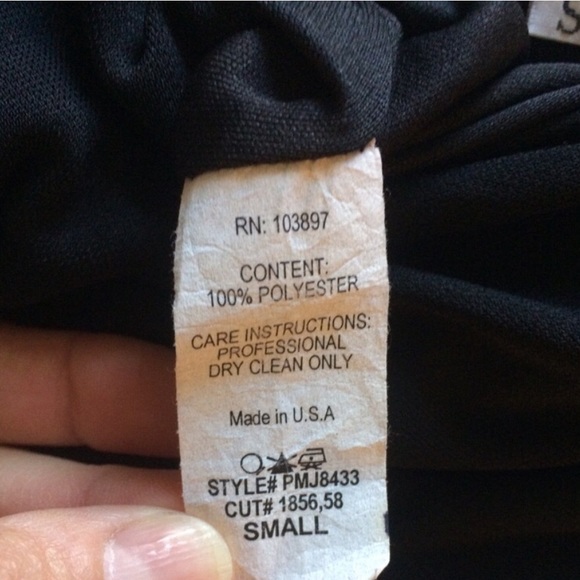 S
RN: 103897
CONTENT:
100% POLYESTER
CARE INSTRUCTIONS:
PROFESSIONAL
DRY CLEAN ONLY
Made in U.S.A
STYLE# PMJ8433
CUT# 1856,58
SMALL